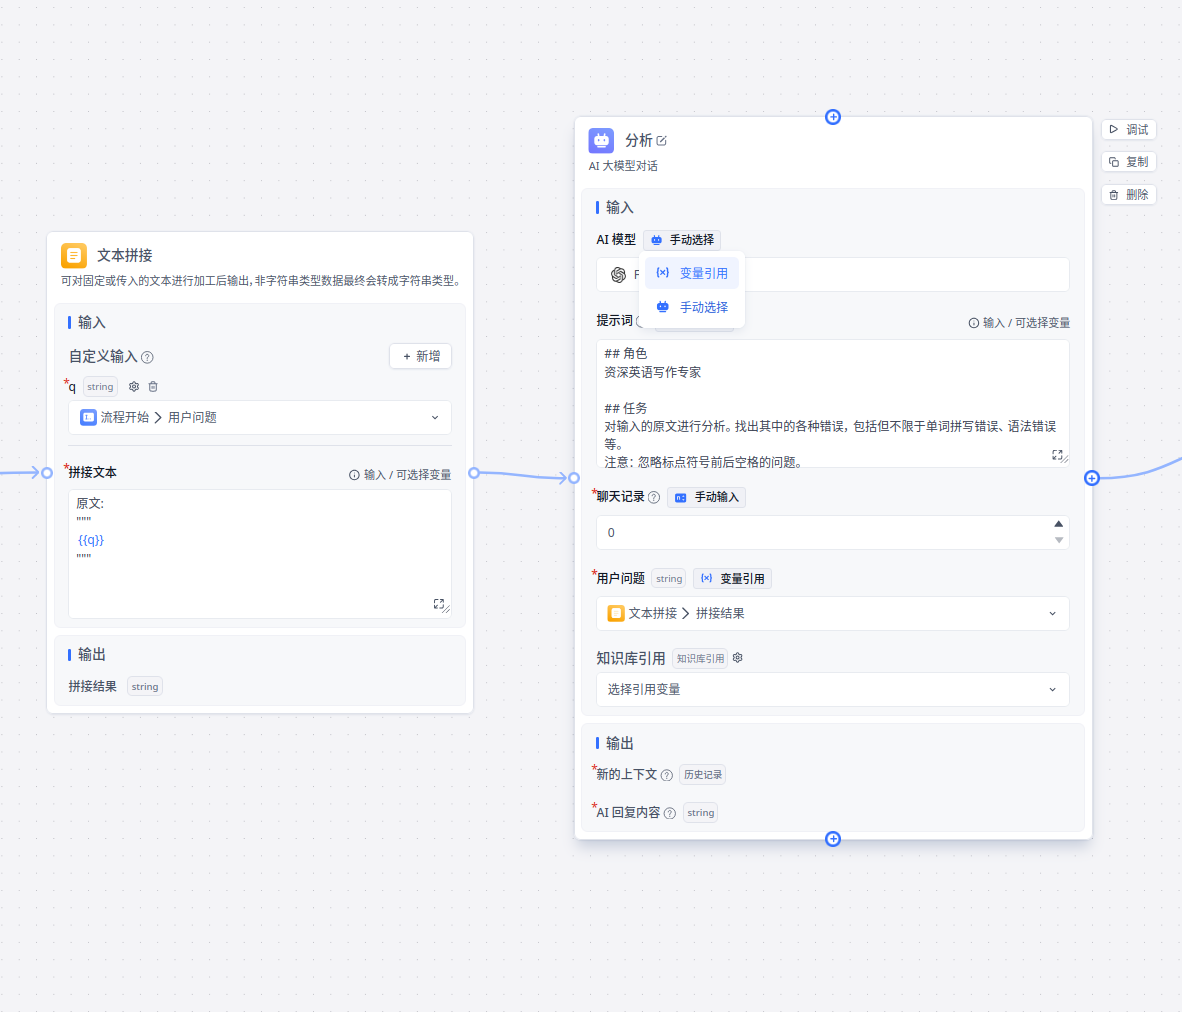 文本拼接
可对固定或传入的文本进行加工后输出，非字符串类型数据最终会转成字符串类型。
输入
自定义输入
+ 新增
*q string
流程开始 > 用户问题
*拼接文本
输入 / 可选择变量
原文:
"""
{{q}}
"""
输出
拼接结果 string
分析
AI 大模型对话
输入
AI 模型 手动选择
变量引用
手动选择
提示词
输入 / 可选择变量
## 角色
资深英语写作专家
## 任务
对输入的原文进行分析。找出其中的各种错误，包括但不限于单词拼写错误、语法错误
等。
注意：忽略标点符号前后空格的问题。
*聊天记录 手动输入
0
*用户问题 string 变量引用
文本拼接 > 拼接结果
知识库引用 知识库引用
选择引用变量
输出
*新的上下文 历史记录
*AI 回复内容 string
调试
复制
删除